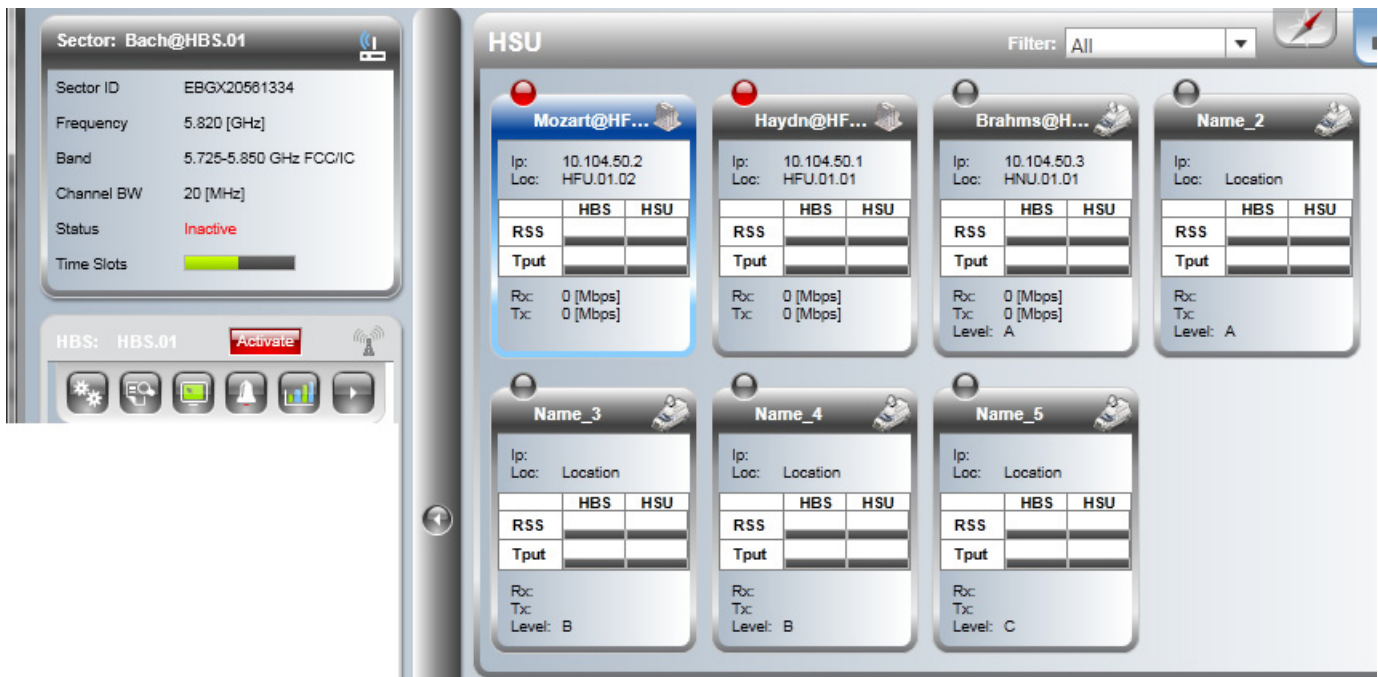 Sector: Bach@HBS.01
Sector ID EBGX20561334
Frequency 5.820 [GHz]
Band 5.725-5.850 GHz FCC/IC
Channel BW 20 [MHz]
Status Inactive
Time Slots
HBS: HBS.01 Activate
HSU Filter: All
Mozart@HF...
Ip: 10.104.50.2
Loc: HFU.01.02
HBS HSU
RSS
Tput
Rx: 0 [Mbps]
Tx: 0 [Mbps]
Haydn@HF...
Ip: 10.104.50.1
Loc: HFU.01.01
HBS HSU
RSS
Tput
Rx: 0 [Mbps]
Tx: 0 [Mbps]
Brahms@H...
Ip: 10.104.50.3
Loc: HNU.01.01
HBS HSU
RSS
Tput
Rx: 0 [Mbps]
Tx: 0 [Mbps]
Level: A
Name_2
Ip:
Loc: Location
HBS HSU
RSS
Tput
Rx:
Tx:
Level: A
Name_3
Ip:
Loc: Location
HBS HSU
RSS
Tput
Rx:
Tx:
Level: B
Name_4
Ip:
Loc: Location
HBS HSU
RSS
Tput
Rx:
Tx:
Level: B
Name_5
Ip:
Loc: Location
HBS HSU
RSS
Tput
Rx:
Tx:
Level: C